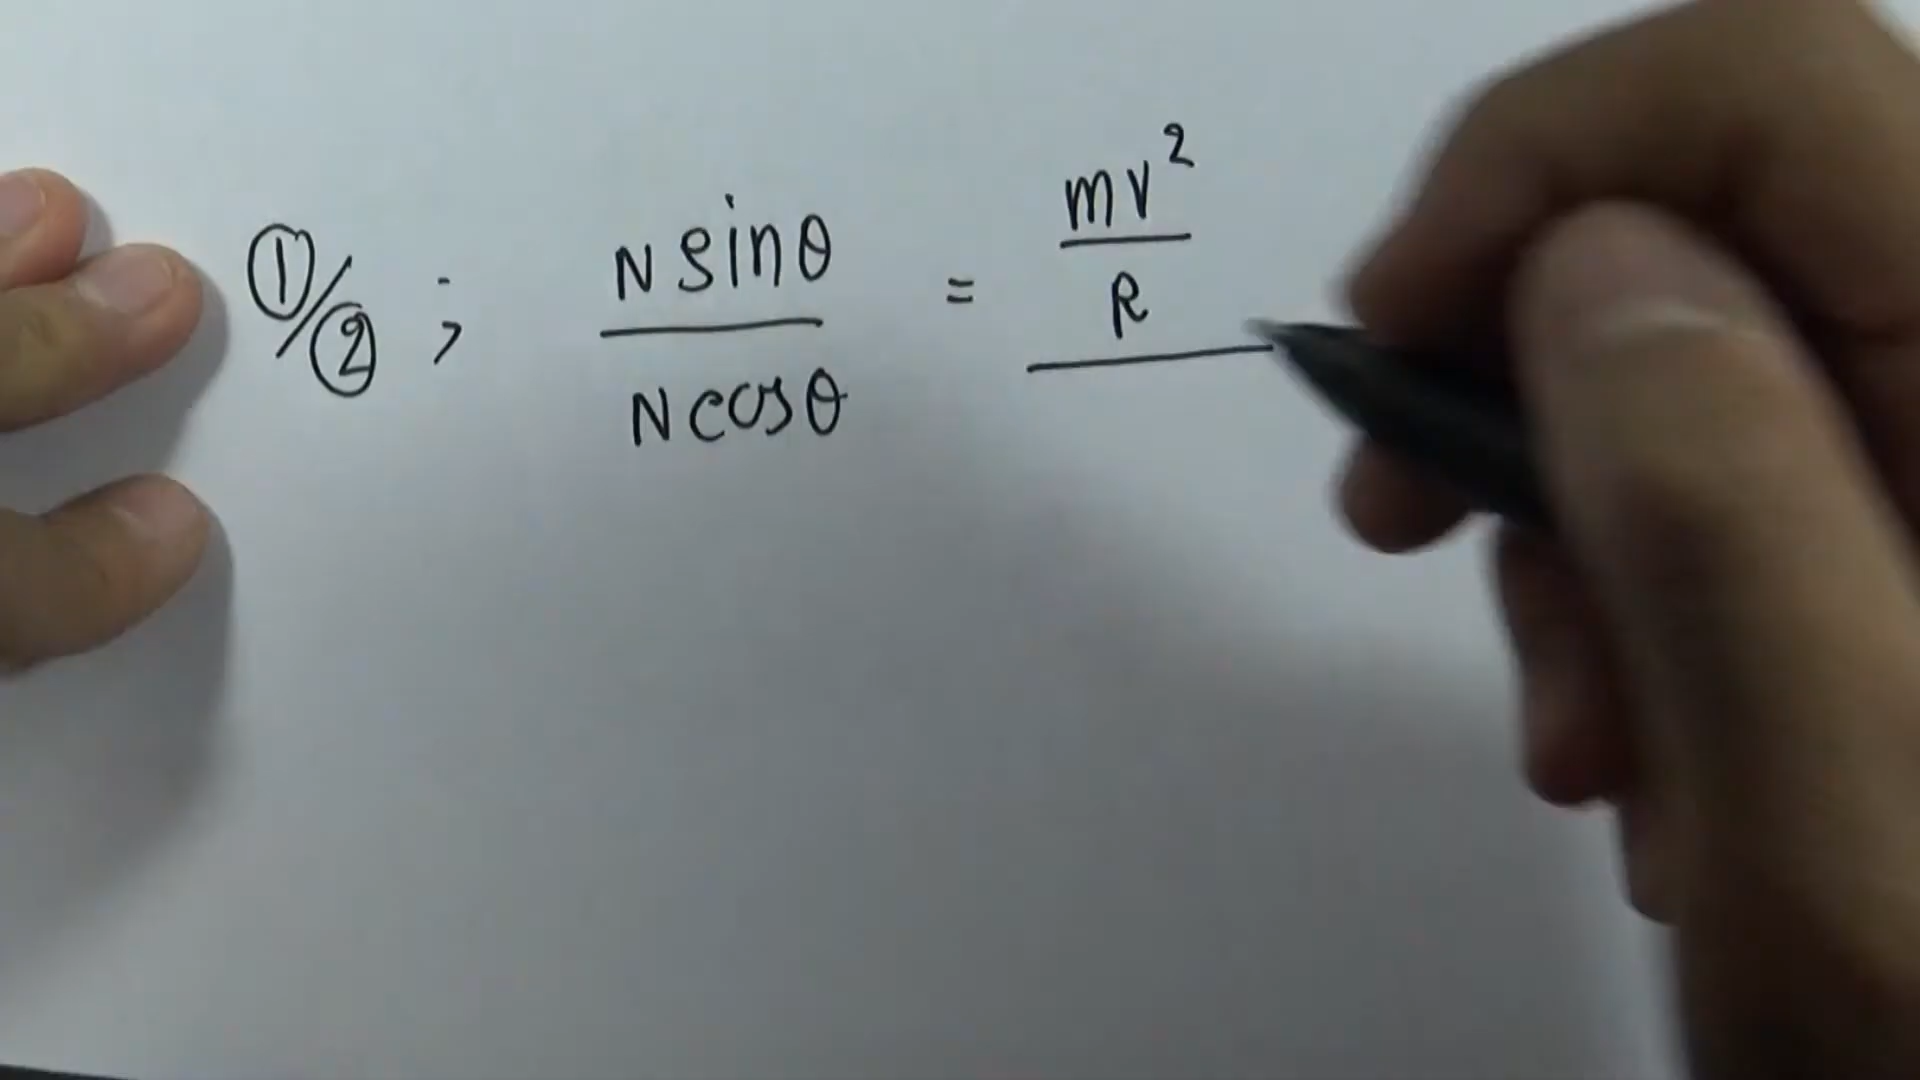 ①/② ; N sinθ / N cosθ = mv² / R